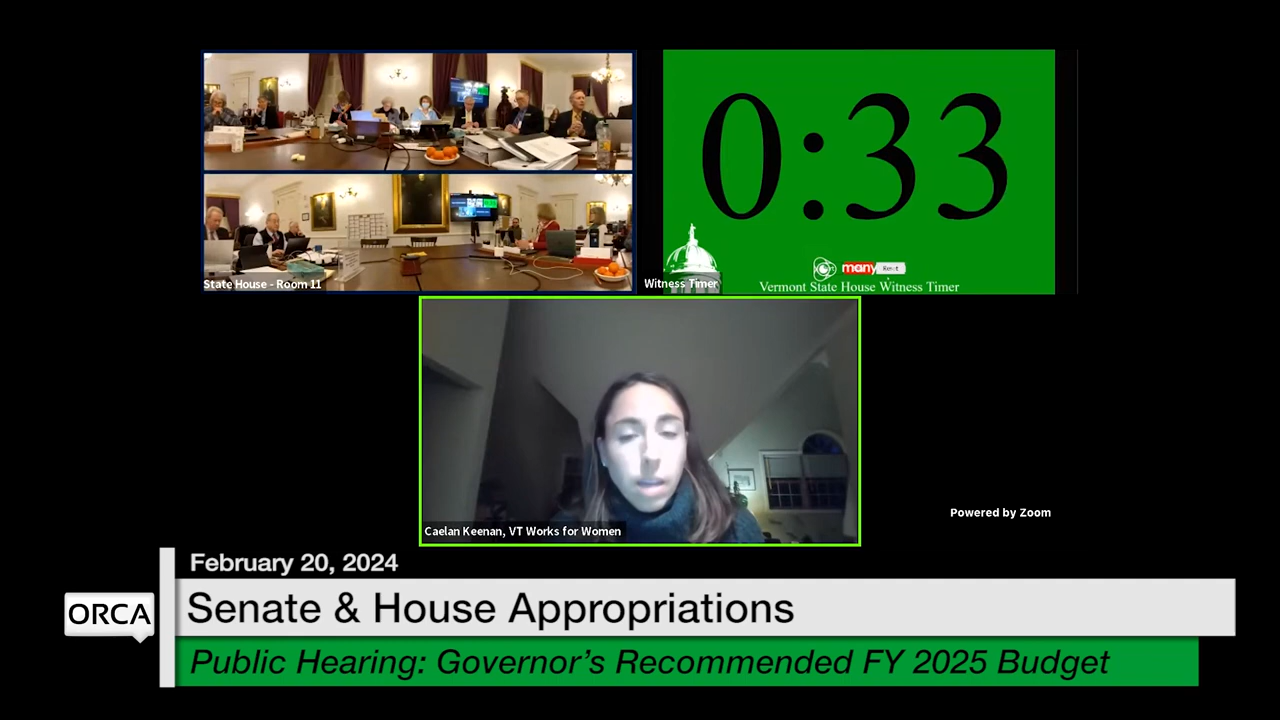 0:33
many
State House - Room 11
Witness Timer
Vermont State House Witness Timer
Caelan Keenan, VT Works for Women
Powered by Zoom
February 20, 2024
ORCA
Senate & House Appropriations
Public Hearing: Governor's Recommended FY 2025 Budget